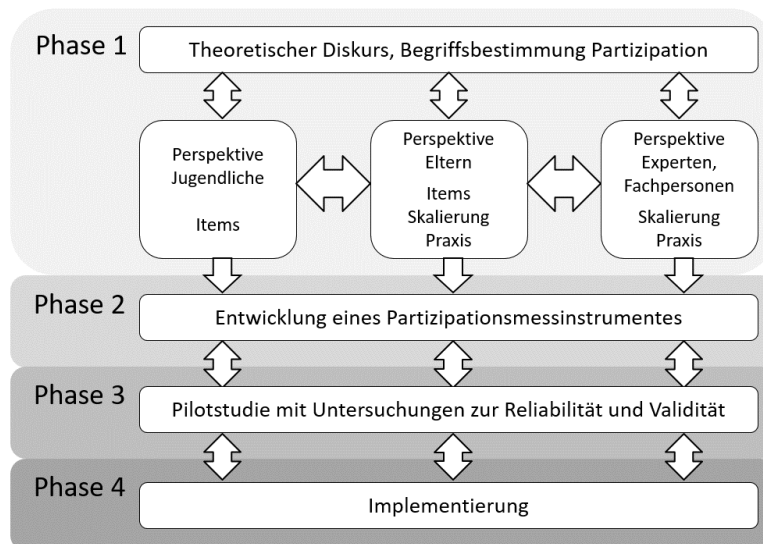 Phase 1
Theoretischer Diskurs, Begriffsbestimmung Partizipation
Perspektive
Jugendliche
Items
Perspektive
Eltern
Items
Skalierung
Praxis
Perspektive
Experten,
Fachpersonen
Skalierung
Praxis
Phase 2
Entwicklung eines Partizipationsmessinstrumentes
Phase 3
Pilotstudie mit Untersuchungen zur Reliabilität und Validität
Phase 4
Implementierung